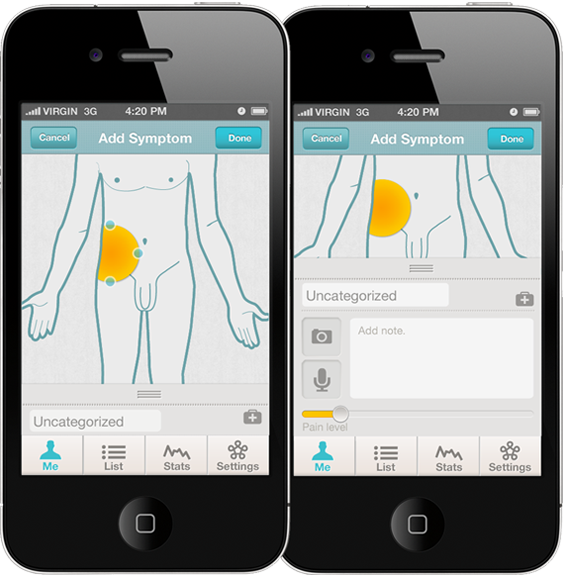 VIRGIN 3G 4:20 PM
Cancel Add Symptom Done
Uncategorized
Me List Stats Settings
VIRGIN 3G 4:20 PM
Cancel Add Symptom Done
Uncategorized
Add note.
Pain level
Me List Stats Settings